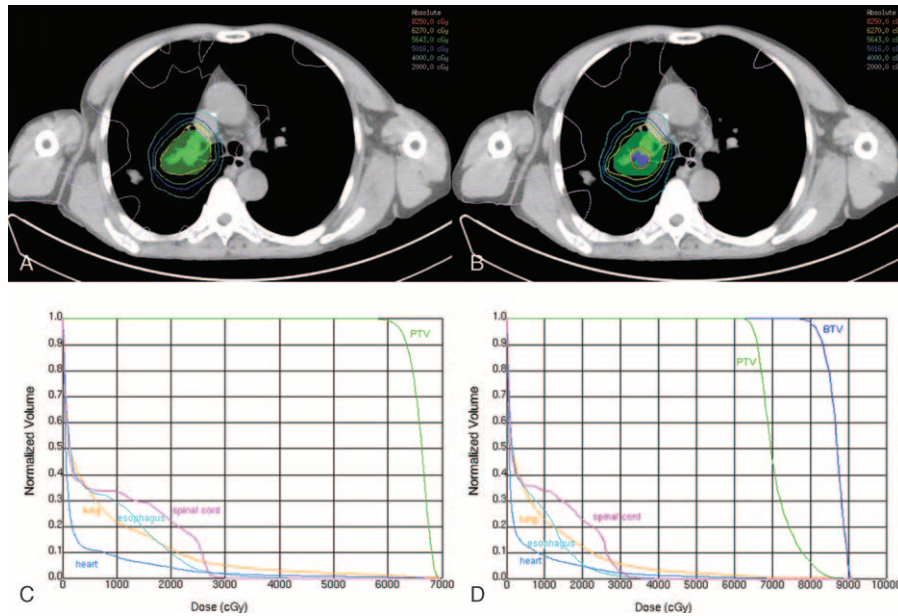 Absolute
8250.0 cGy
6270.0 cGy
5643.0 cGy
5016.0 cGy
4000.0 cGy
2000.0 cGy
A
Absolute
8250.0 cG
6270.0 cG
5643.0 cG
5016.0 cG
4000.0 cG
2000.0 cG
B
Normalized Volume
1.0
0.9
0.8
0.7
0.6
0.5
0.4
0.3
0.2
0.1
0.0
PTV
lung
esophagus
spinal cord
heart
0
1000
2000
3000
4000
5000
6000
7000
C
Dose (cGy)
Normalized Volume
1.0
0.9
0.8
0.7
0.6
0.5
0.4
0.3
0.2
0.1
0.0
PTV
BTV
lung
esophagus
spinal cord
heart
0
1000
2000
3000
4000
5000
6000
7000
8000
9000
10000
D
Dose (cGy)